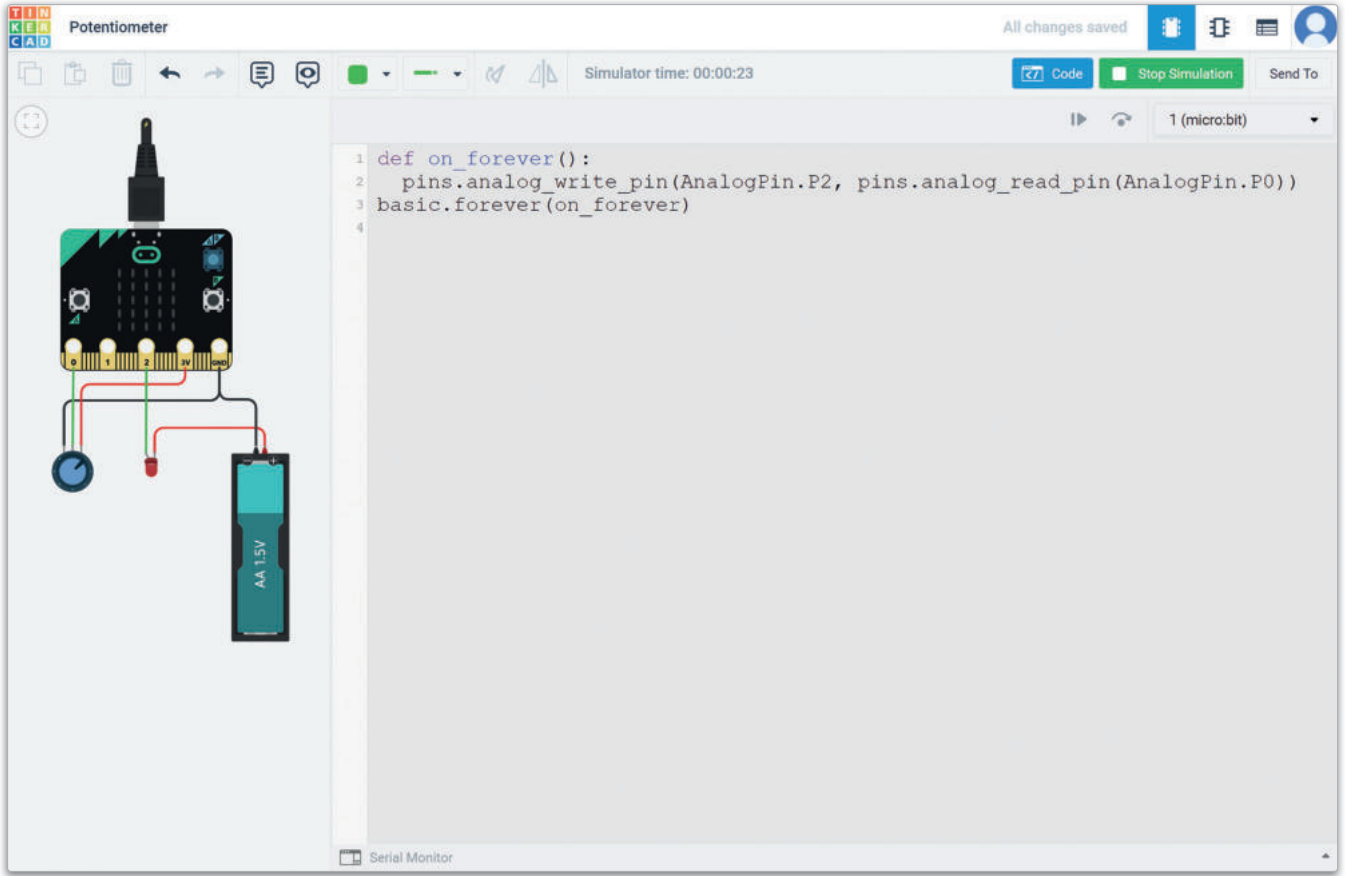 TIN
KER
CAD
Potentiometer
All changes saved
Simulator time: 00:00:23
Code
Stop Simulation
Send To
1 (micro:bit)
1 def on_forever():
2 pins.analog_write_pin(AnalogPin.P2, pins.analog_read_pin(AnalogPin.P0))
3 basic.forever(on_forever)
4
0 1 2 3V GND
AA 1.5V
Serial Monitor